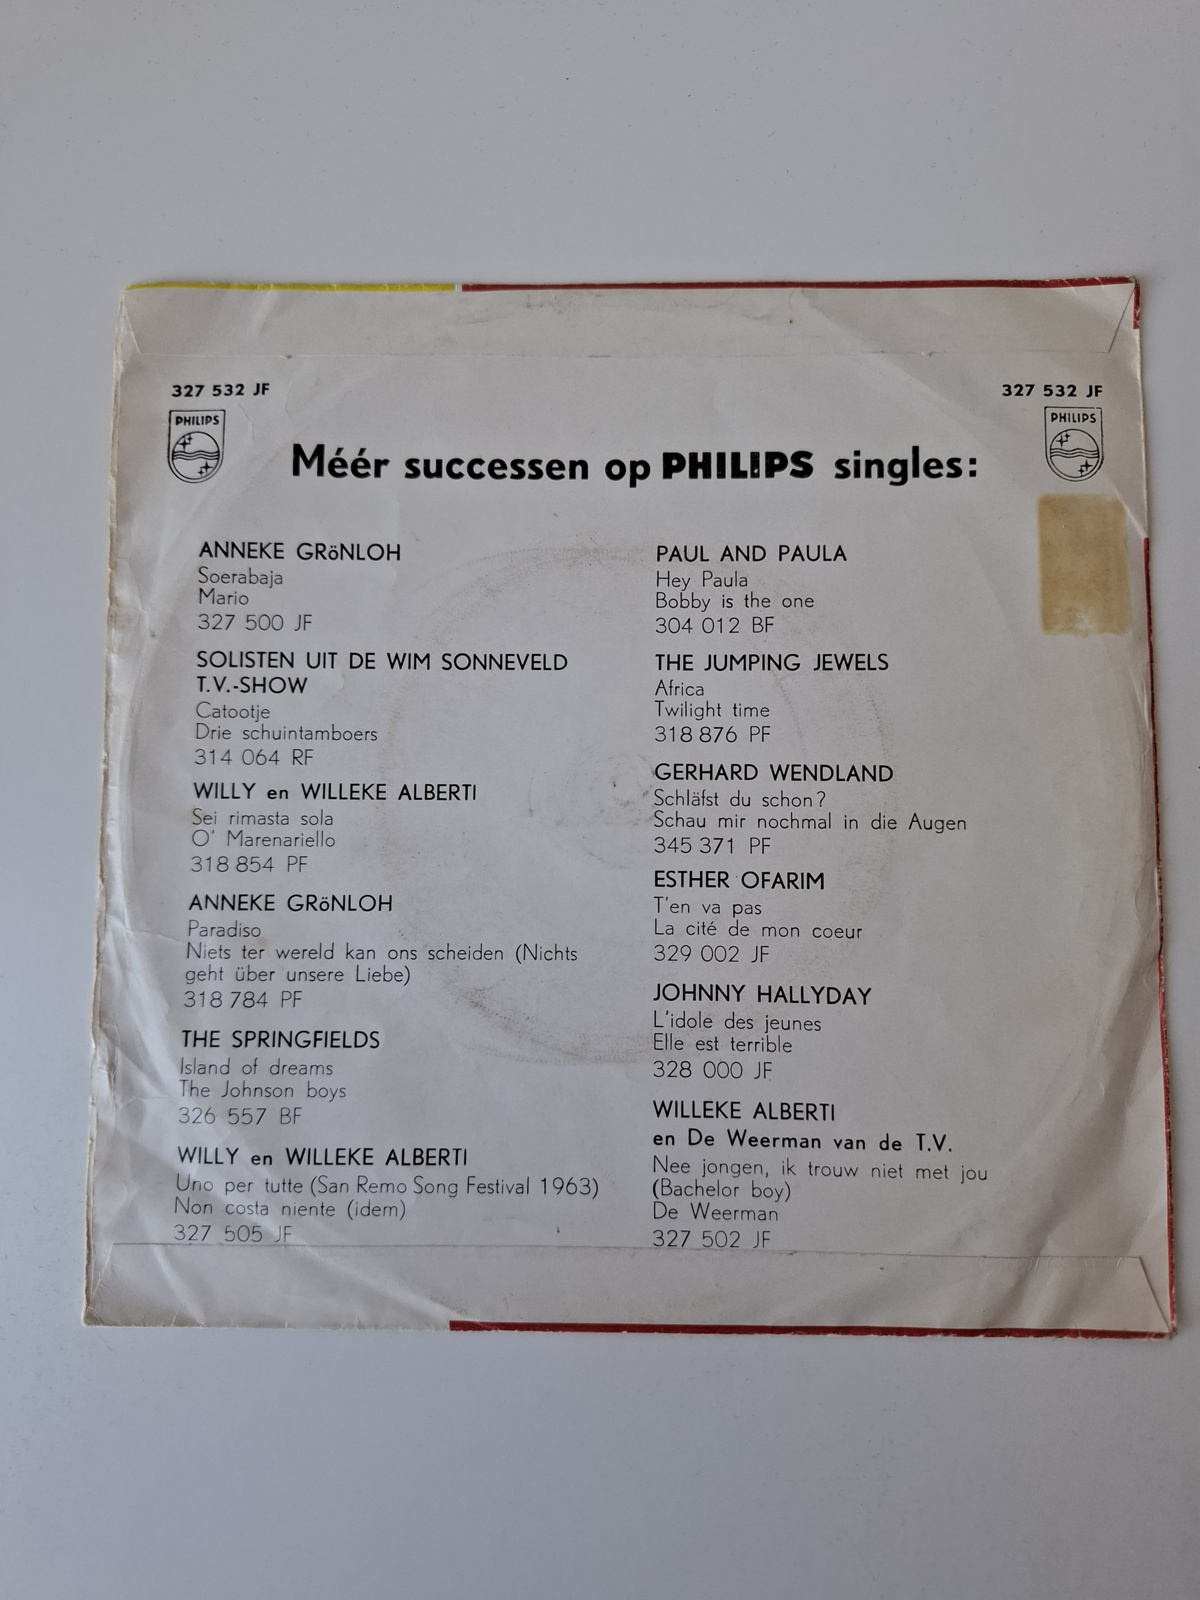 327 532 JF
327 532 JF
PHILIPS
PHILIPS
Méér successen op PHILIPS singles:
ANNEKE GRöNLOH
Soerabaja
Mario
327 500 JF
SOLISTEN UIT DE WIM SONNEVELD
T.V.-SHOW
Catootje
Drie schuintamboers
314 064 RF
WILLY en WILLEKE ALBERTI
Sei rimasta sola
O' Marenariello
318 854 PF
ANNEKE GRöNLOH
Paradiso
Niets ter wereld kan ons scheiden (Nichts
geht über unsere Liebe)
318 784 PF
THE SPRINGFIELDS
Island of dreams
The Johnson boys
326 557 BF
WILLY en WILLEKE ALBERTI
Uno per tutte (San Remo Song Festival 1963)
Non costa niente (idem)
327 505 JF
PAUL AND PAULA
Hey Paula
Bobby is the one
304 012 BF
THE JUMPING JEWELS
Africa
Twilight time
318 876 PF
GERHARD WENDLAND
Schläfst du schon?
Schau mir nochmal in die Augen
345 371 PF
ESTHER OFARIM
T'en va pas
La cité de mon coeur
329 002 JF
JOHNNY HALLYDAY
L'idole des jeunes
Elle est terrible
328 000 JF
WILLEKE ALBERTI
en De Weerman van de T.V.
Nee jongen, ik trouw niet met jou
(Bachelor boy)
De Weerman
327 502 JF